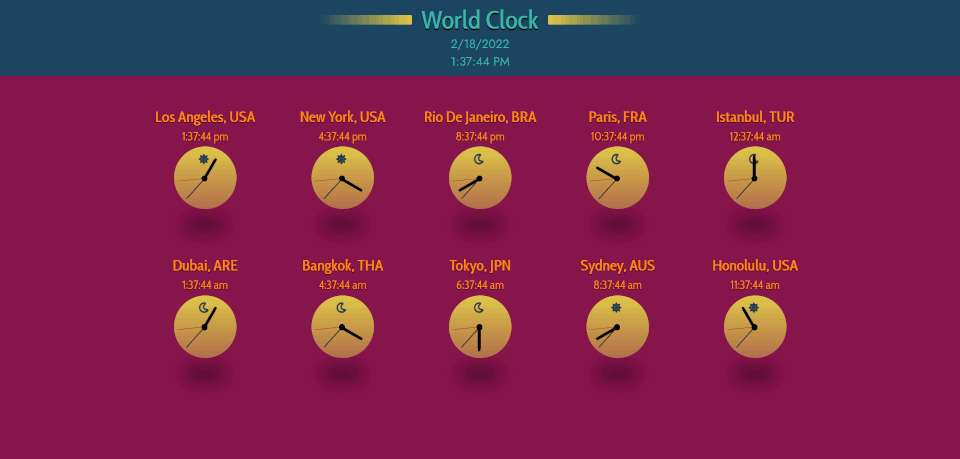 World Clock
2/18/2022
1:37:44 PM
Los Angeles, USA
1:37:44 pm
New York, USA
4:37:44 pm
Rio De Janeiro, BRA
8:37:44 pm
Paris, FRA
10:37:44 pm
Istanbul, TUR
12:37:44 am
Dubai, ARE
1:37:44 am
Bangkok, THA
4:37:44 am
Tokyo, JPN
6:37:44 am
Sydney, AUS
8:37:44 am
Honolulu, USA
11:37:44 am